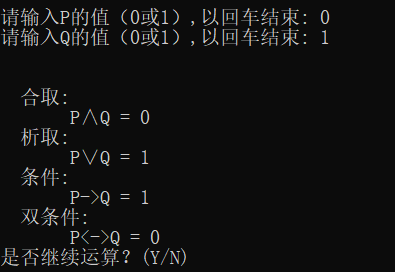 请输入P的值（0或1）,以回车结束: 0
请输入Q的值（0或1）,以回车结束: 1
合取:
P∧Q = 0
析取:
P∨Q = 1
条件:
P->Q = 1
双条件:
P<->Q = 0
是否继续运算？(Y/N)